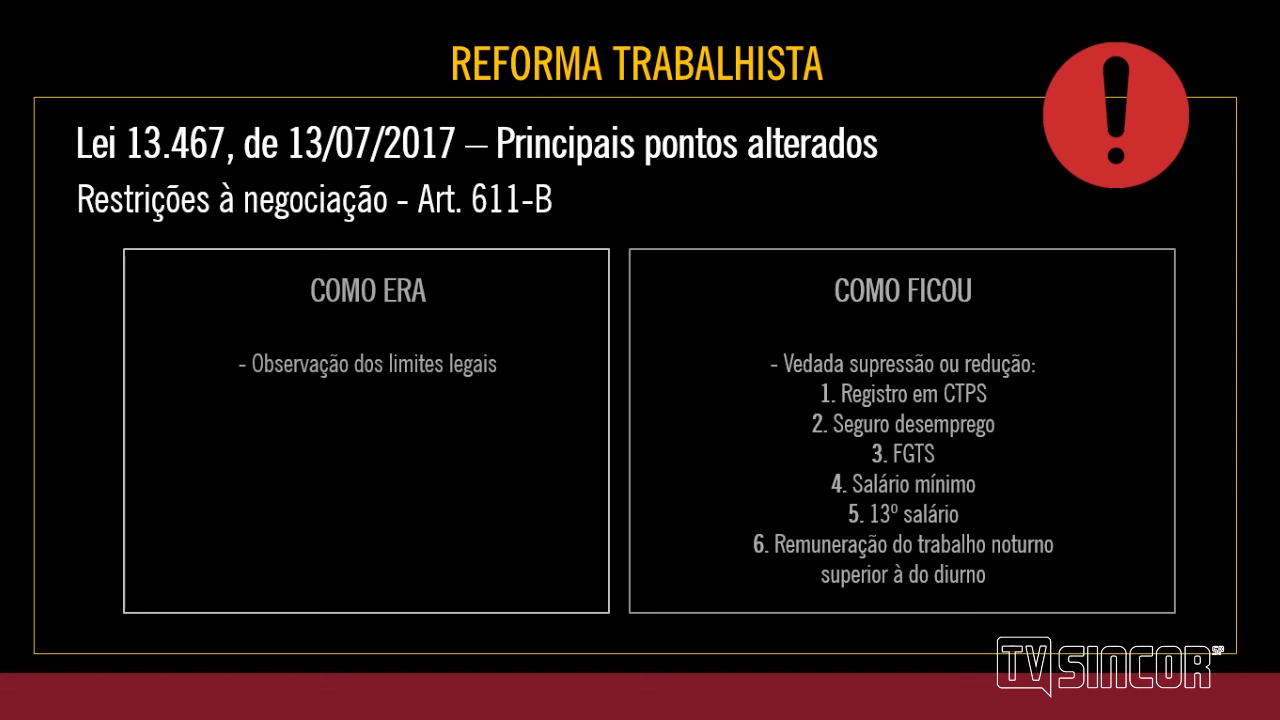 REFORMA TRABALHISTA
Lei 13.467, de 13/07/2017 – Principais pontos alterados
Restrições à negociação - Art. 611-B
COMO ERA
- Observação dos limites legais
COMO FICOU
- Vedada supressão ou redução:
1. Registro em CTPS
2. Seguro desemprego
3. FGTS
4. Salário mínimo
5. 13º salário
6. Remuneração do trabalho noturno
superior à do diurno
TV SINCOR SP